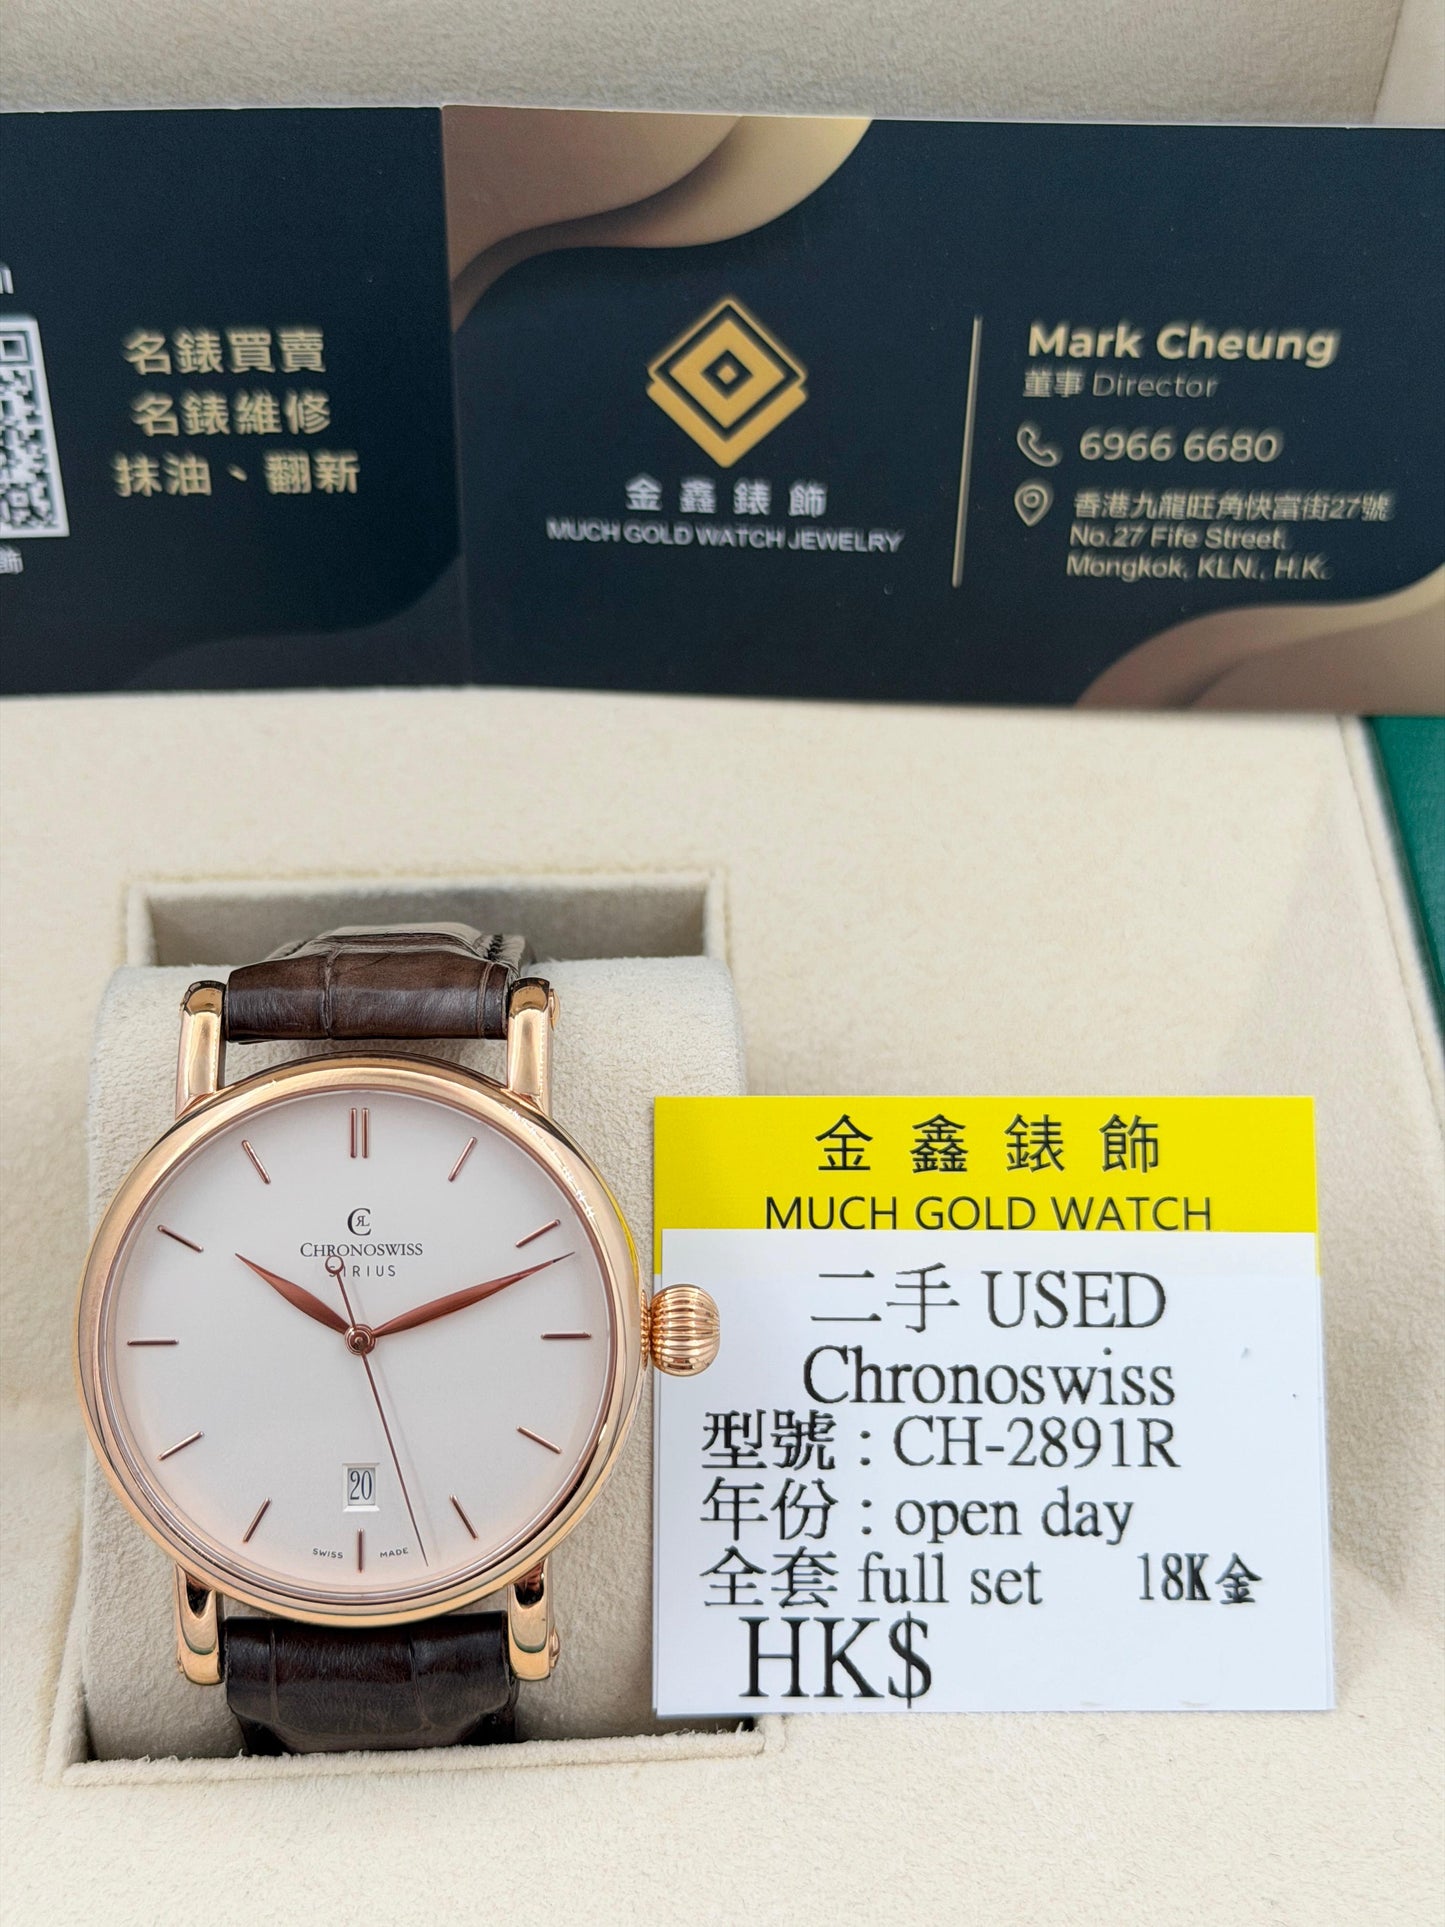 名錶買賣
名錶維修
抹油、翻新
飾
金鑫錶飾
MUCH GOLD WATCH JEWELRY
Mark Cheung
董事 Director
6966 6680
香港九龍旺角快富街27號
No.27 Fife Street,
Mongkok, KLN., H.K.
CHRONOSWISS
SIRIUS
20
SWISS MADE
金鑫錶飾
MUCH GOLD WATCH
二手 USED
Chronoswiss
型號 : CH-2891R
年份 : open day
全套 full set 18K金
HK$